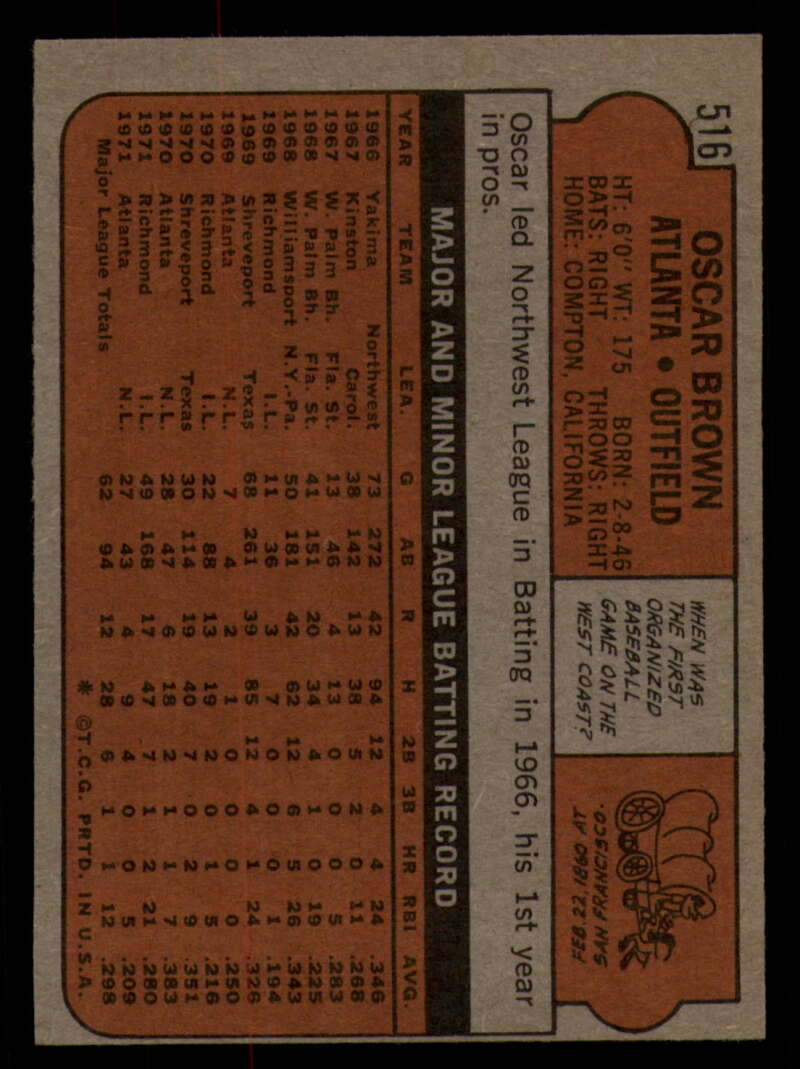 516
OSCAR BROWN
ATLANTA • OUTFIELD
HT: 6'0" WT: 175 BORN: 2-8-46
BATS: RIGHT THROWS: RIGHT
HOME: COMPTON, CALIFORNIA
WHEN WAS
THE FIRST
ORGANIZED
BASEBALL
GAME ON THE
WEST COAST?
FEB. 22, 1860 AT
SAN FRANCISCO.
Oscar led Northwest League in Batting in 1966, his 1st year
in pros.
MAJOR AND MINOR LEAGUE BATTING RECORD
YEAR TEAM LEA. G AB R H 2B 3B HR RBI AVG.
1966 Yakima Northwest 73 272 42 94 12 4 4 24 .346
1967 Kinston Carol. 38 142 13 38 5 2 0 11 .268
1967 W. Palm Bh. Fla. St. 13 46 4 13 0 0 0 5 .283
1968 W. Palm Bh. Fla. St. 41 151 20 34 4 1 0 19 .225
1968 Williamsport N.Y.-Pa. 50 181 42 62 12 6 5 26 .343
1969 Richmond I.L. 11 36 3 7 0 0 0 1 .194
1969 Shreveport Texas 68 261 39 85 12 4 1 24 .326
1969 Atlanta N.L. 7 4 2 1 0 0 0 0 .250
1970 Richmond I.L. 22 88 13 19 2 0 1 5 .216
1970 Shreveport Texas 30 114 19 40 7 0 2 9 .351
1970 Atlanta N.L. 28 47 6 18 2 1 1 7 .383
1971 Richmond I.L. 49 168 17 47 7 1 2 21 .280
1971 Atlanta N.L. 27 43 4 9 4 0 0 5 .209
Major League Totals 62 94 12 28 6 1 1 12 .298
* ©T.C.G. PRTD. IN U.S.A.